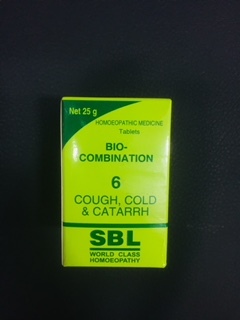 Net 25 g
HOMOEOPATHIC MEDICINE
Tablets
BIO-
COMBINATION
6
COUGH, COLD
& CATARRH
SBL
WORLD CLASS
HOMOEOPATHY